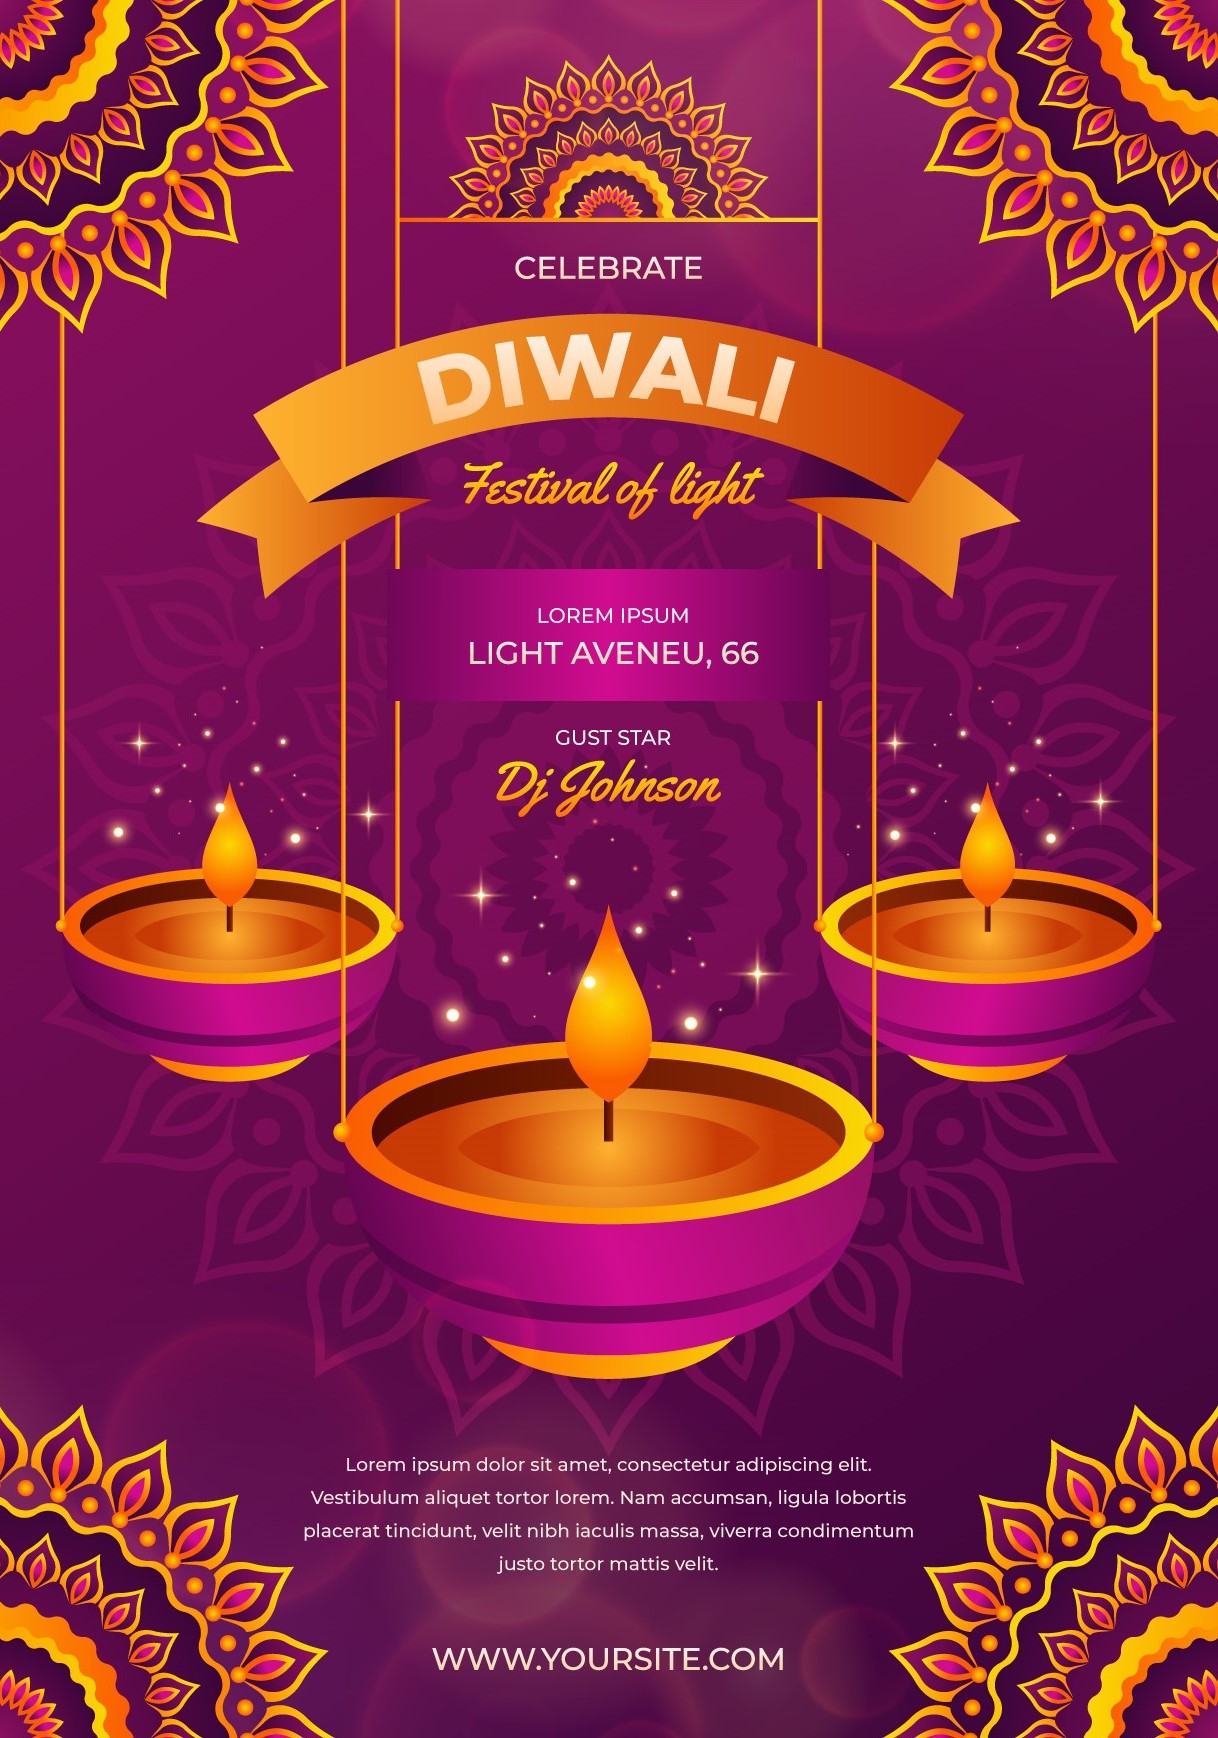 CELEBRATE
DIWALI
Festival of light
LOREM IPSUM
LIGHT AVENEU, 66
GUST STAR
Dj Johnson
Lorem ipsum dolor sit amet, consectetur adipiscing elit.
Vestibulum aliquet tortor lorem. Nam accumsan, ligula lobortis
placerat tincidunt, velit nibh iaculis massa, viverra condimentum
justo tortor mattis velit.
WWW.YOURSITE.COM